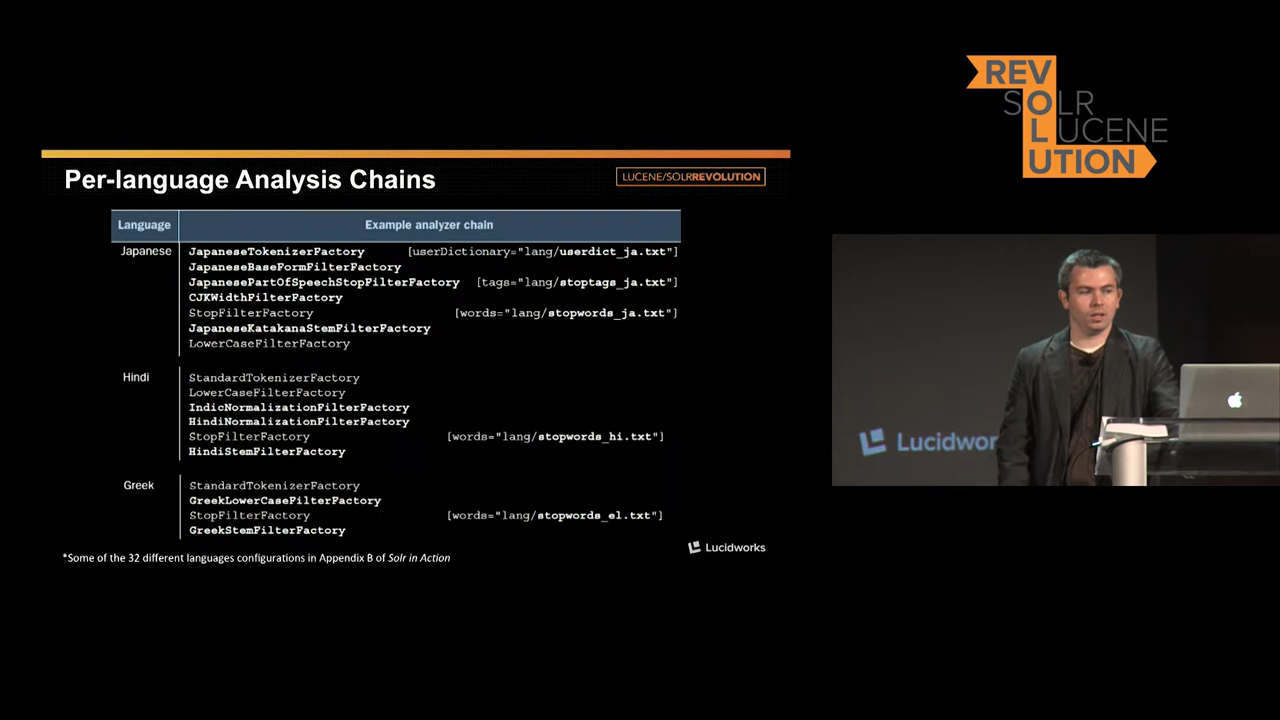 REV
SOLR
LUCENE
UTION
Per-language Analysis Chains
LUCENE/SOLRREVOLUTION
Language Example analyzer chain
Japanese JapaneseTokenizerFactory [userDictionary="lang/userdict_ja.txt"]
JapaneseBaseFormFilterFactory
JapanesePartOfSpeechStopFilterFactory [tags="lang/stoptags_ja.txt"]
CJKWidthFilterFactory
StopFilterFactory [words="lang/stopwords_ja.txt"]
JapaneseKatakanaStemFilterFactory
LowerCaseFilterFactory
Hindi StandardTokenizerFactory
LowerCaseFilterFactory
IndicNormalizationFilterFactory
HindiNormalizationFilterFactory
StopFilterFactory [words="lang/stopwords_hi.txt"]
HindiStemFilterFactory
Greek StandardTokenizerFactory
GreekLowerCaseFilterFactory
StopFilterFactory [words="lang/stopwords_el.txt"]
GreekStemFilterFactory
*Some of the 32 different languages configurations in Appendix B of Solr in Action
Lucidworks
Lucidwor